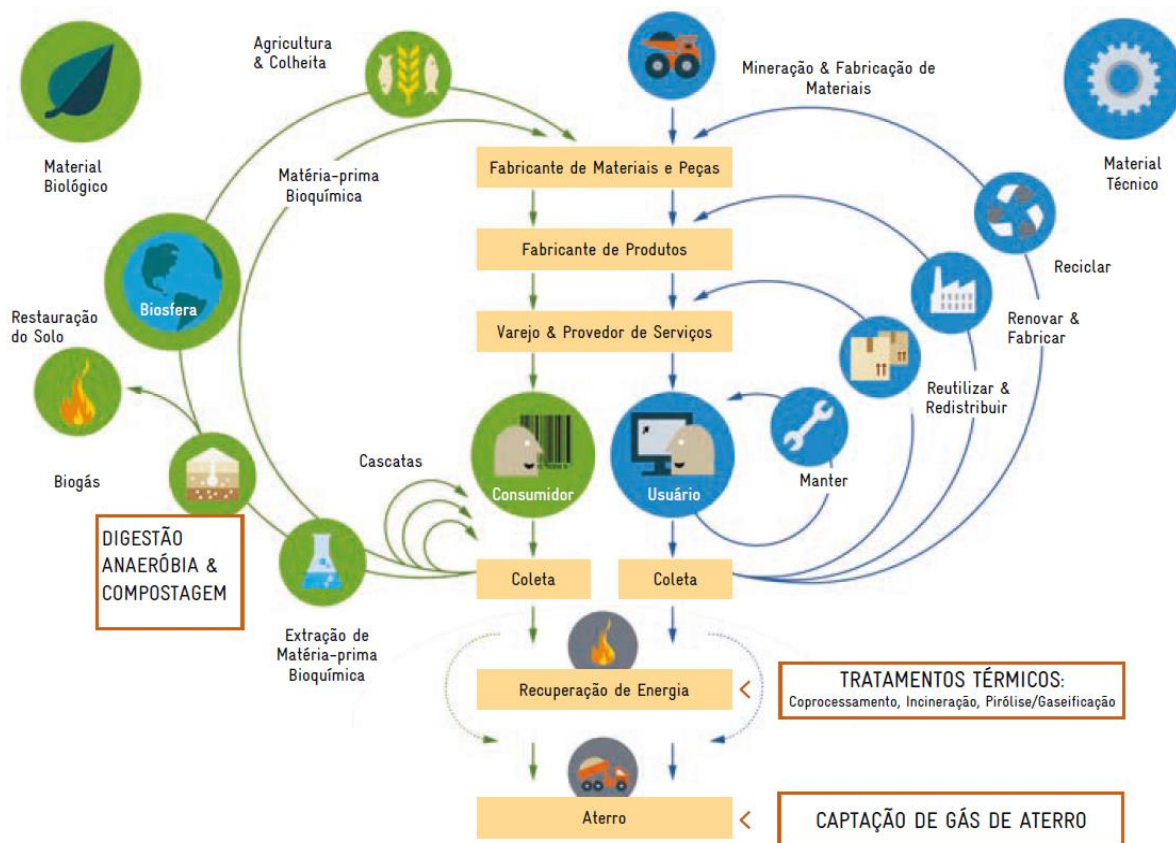 Agricultura
& Colheita
Mineração & Fabricação de
Materiais
Material
Biológico
Material
Técnico
Matéria-prima
Bioquímica
Fabricante de Materiais e Peças
Fabricante de Produtos
Varejo & Provedor de Serviços
Reciclar
Renovar &
Fabricar
Reutilizar &
Redistribuir
Manter
Biosfera
Restauração
do Solo
Biogás
Cascatas
Consumidor
Usuário
DIGESTÃO
ANAERÓBIA &
COMPOSTAGEM
Coleta
Coleta
Extração de
Matéria-prima
Bioquímica
Recuperação de Energia
TRATAMENTOS TÉRMICOS:
Coprocessamento, Incineração, Pirólise/Gaseificação
Aterro
CAPTAÇÃO DE GÁS DE ATERRO